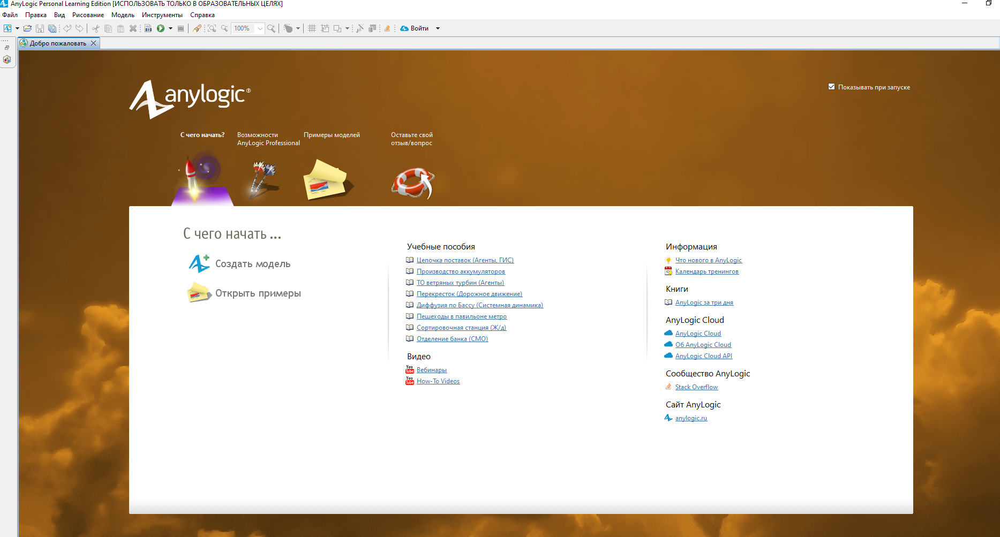 AnyLogic Personal Learning Edition [ИСПОЛЬЗОВАТЬ ТОЛЬКО В ОБРАЗОВАТЕЛЬНЫХ ЦЕЛЯХ]
Файл Правка Вид Рисование Модель Инструменты Справка
010 100% Войти
Добро пожаловать
anylogic®
Показывать при запуске
С чего начать?
Возможности
AnyLogic Professional
Примеры моделей
Оставьте свой
отзыв/вопрос
С чего начать ...
Создать модель
Открыть примеры
Учебные пособия
Цепочка поставок (Агенты, ГИС)
Производство аккумуляторов
ТО ветряных турбин (Агенты)
Перекресток (Дорожное движение)
Диффузия по Бассу (Системная динамика)
Пешеходы в павильоне метро
Сортировочная станция (Ж/д)
Отделение банка (СМО)
Видео
You Tube Вебинары
You Tube How-To Videos
Информация
Что нового в AnyLogic
Календарь тренингов
Книги
AnyLogic за три дня
AnyLogic Cloud
AnyLogic Cloud
Об AnyLogic Cloud
AnyLogic Cloud API
Сообщество AnyLogic
Stack Overflow
Сайт AnyLogic
anylogic.ru